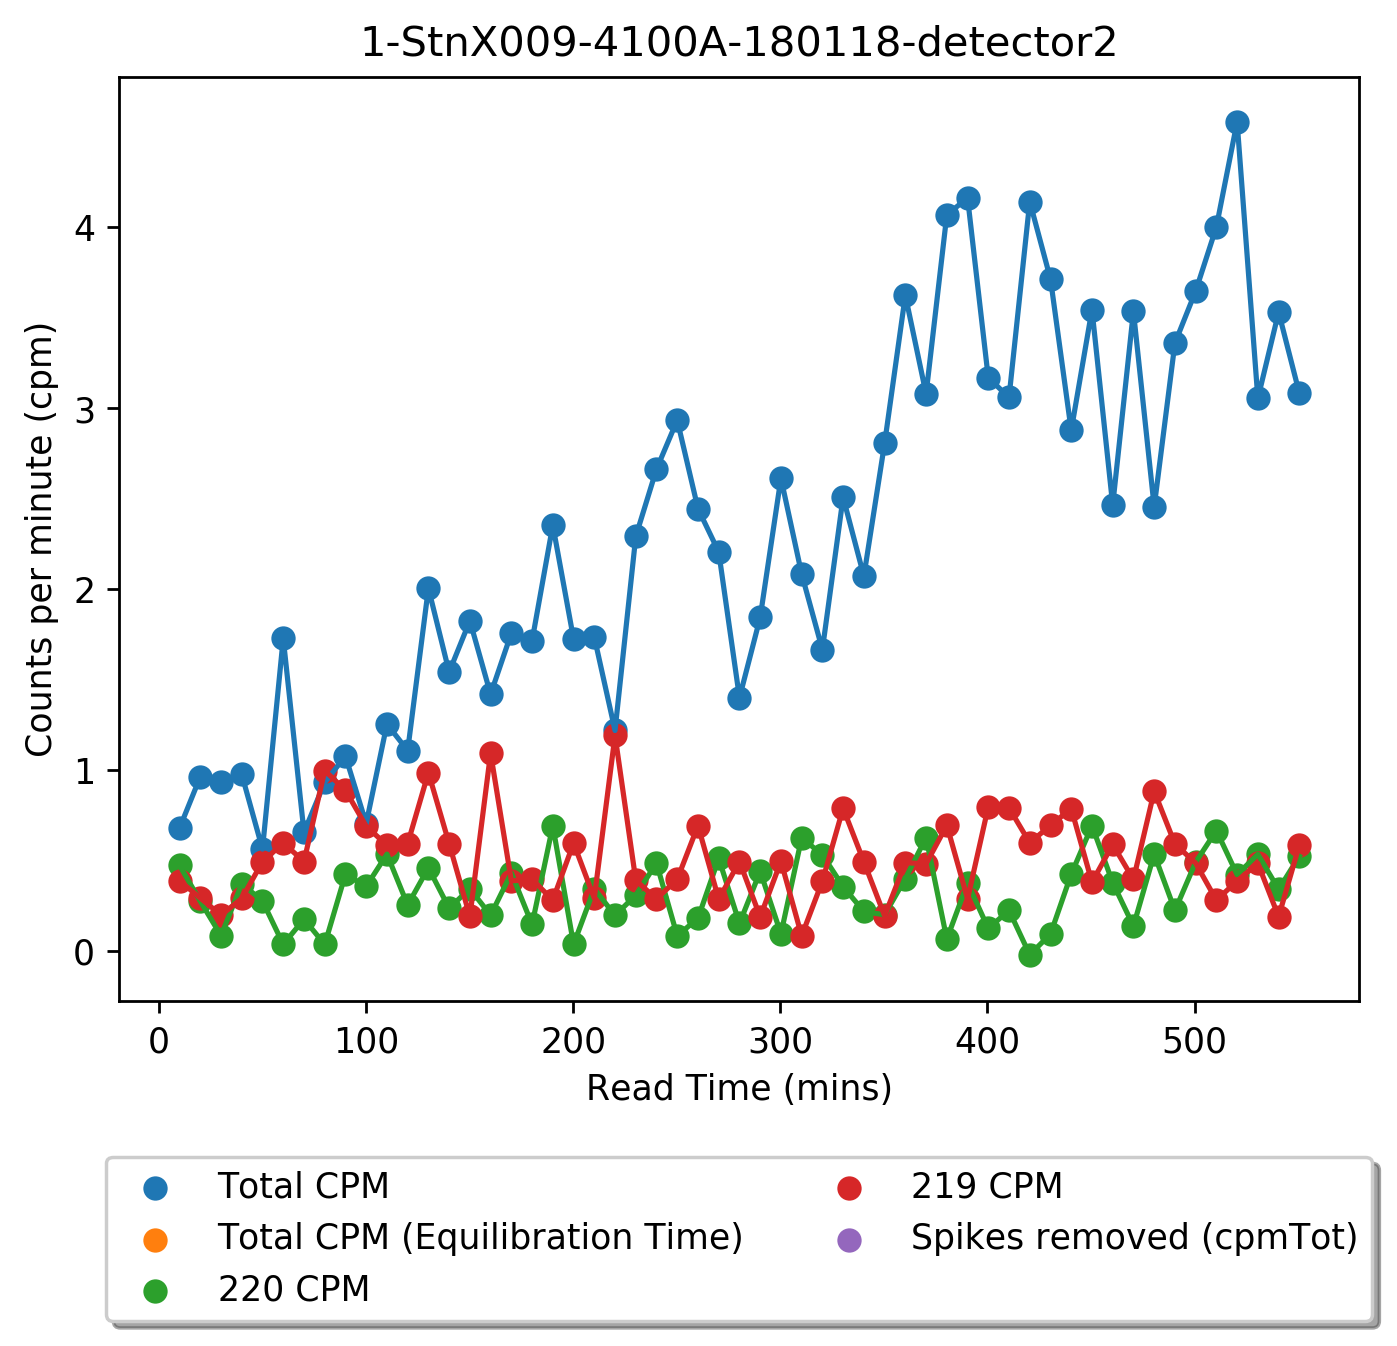 1-StnX009-4100A-180118-detector2
Counts per minute (cpm)
4
3
2
1
0
0 100 200 300 400 500
Read Time (mins)
Total CPM
Total CPM (Equilibration Time)
220 CPM
219 CPM
Spikes removed (cpmTot)